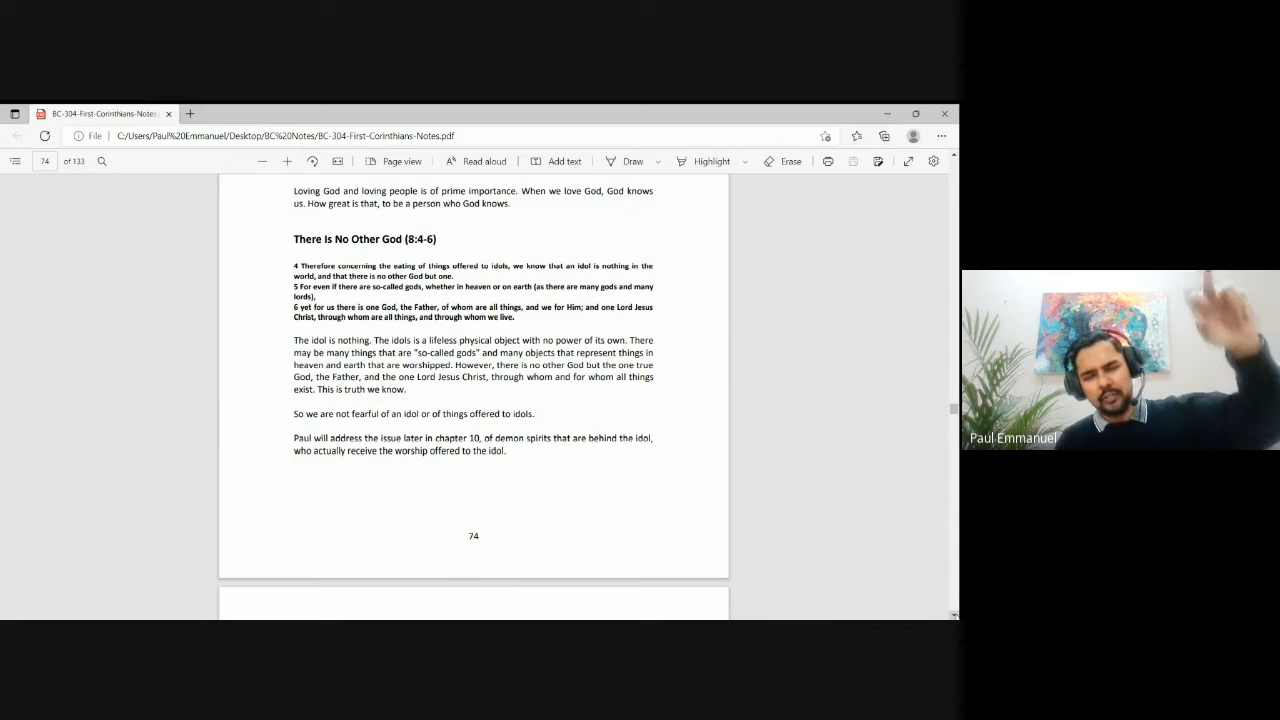 BC-304-First-Corinthians-Notes
File C:/Users/Paul%20Emmanuel/Desktop/BC%20Notes/BC-304-First-Corinthians-Notes.pdf
74 of 133 Page view Read aloud Add text Draw Highlight Erase
Loving God and loving people is of prime importance. When we love God, God knows
us. How great is that, to be a person who God knows.
There Is No Other God (8:4-6)
4 Therefore concerning the eating of things offered to idols, we know that an idol is nothing in the
world, and that there is no other God but one.
5 For even if there are so-called gods, whether in heaven or on earth (as there are many gods and many
lords),
6 yet for us there is one God, the Father, of whom are all things, and we for Him; and one Lord Jesus
Christ, through whom are all things, and through whom we live.
The idol is nothing. The idols is a lifeless physical object with no power of its own. There
may be many things that are "so-called gods" and many objects that represent things in
heaven and earth that are worshipped. However, there is no other God but the one true
God, the Father, and the one Lord Jesus Christ, through whom and for whom all things
exist. This is truth we know.
So we are not fearful of an idol or of things offered to idols.
Paul will address the issue later in chapter 10, of demon spirits that are behind the idol,
who actually receive the worship offered to the idol.
74
Paul Emmanuel